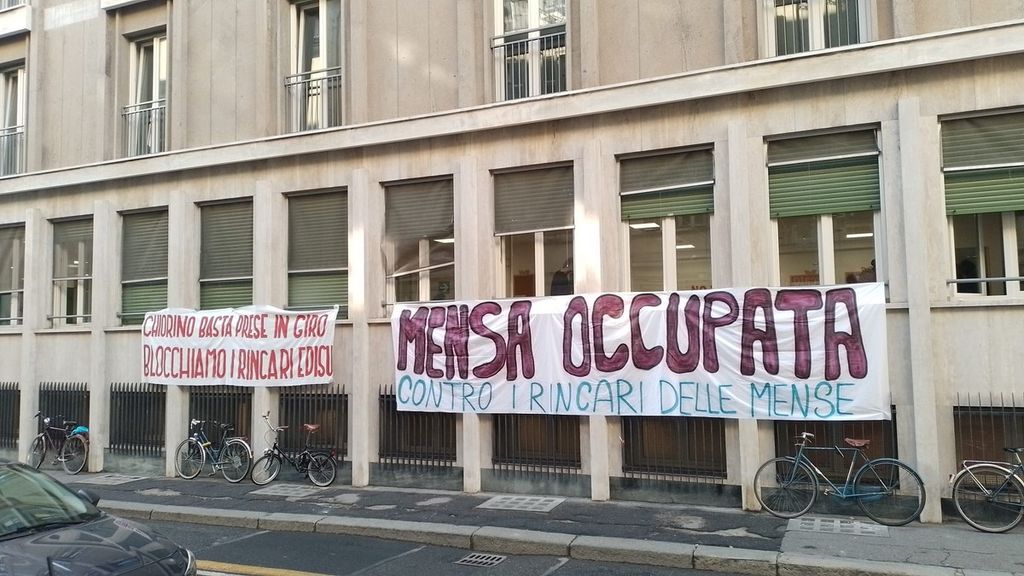 CHIORINO BASTA PRESE IN GIRO
BLOCCHIAMO I RINCARI EDISU
MENSA OCCUPATA
CONTRO I RINCARI DELLE MENSE